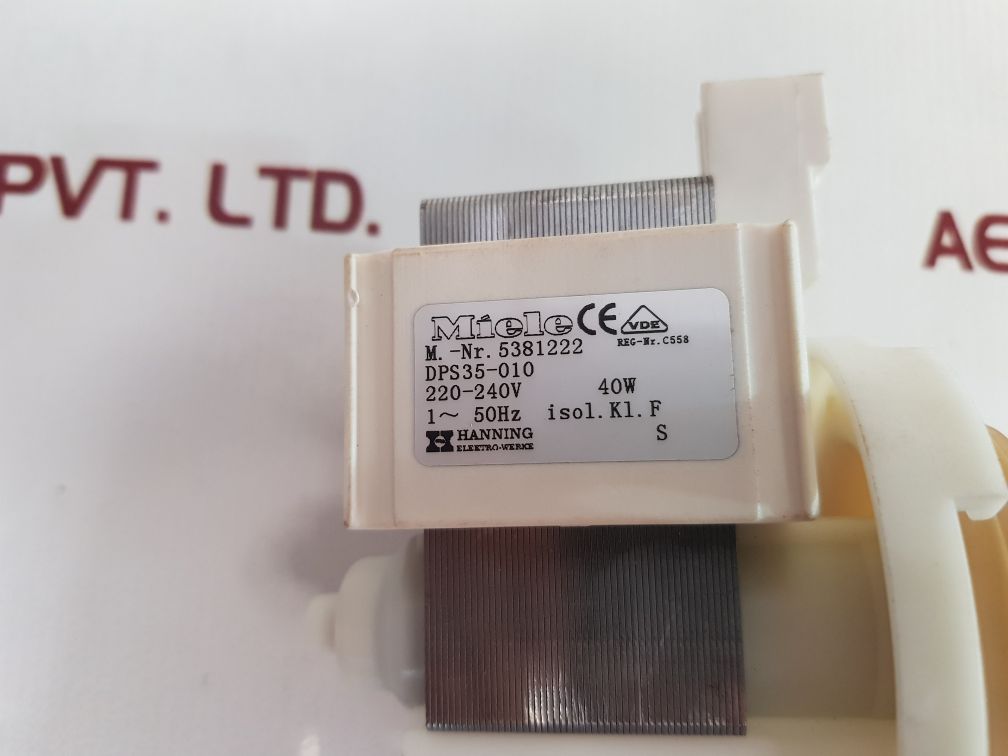 PVT. LTD.
AE
Miele CE VDE
REG-Nr. C558
M.-Nr. 5381222
DPS35-010
220-240V 40W
1~ 50Hz isol.Kl. F
HANNING S
ELEKTRO-WERKE